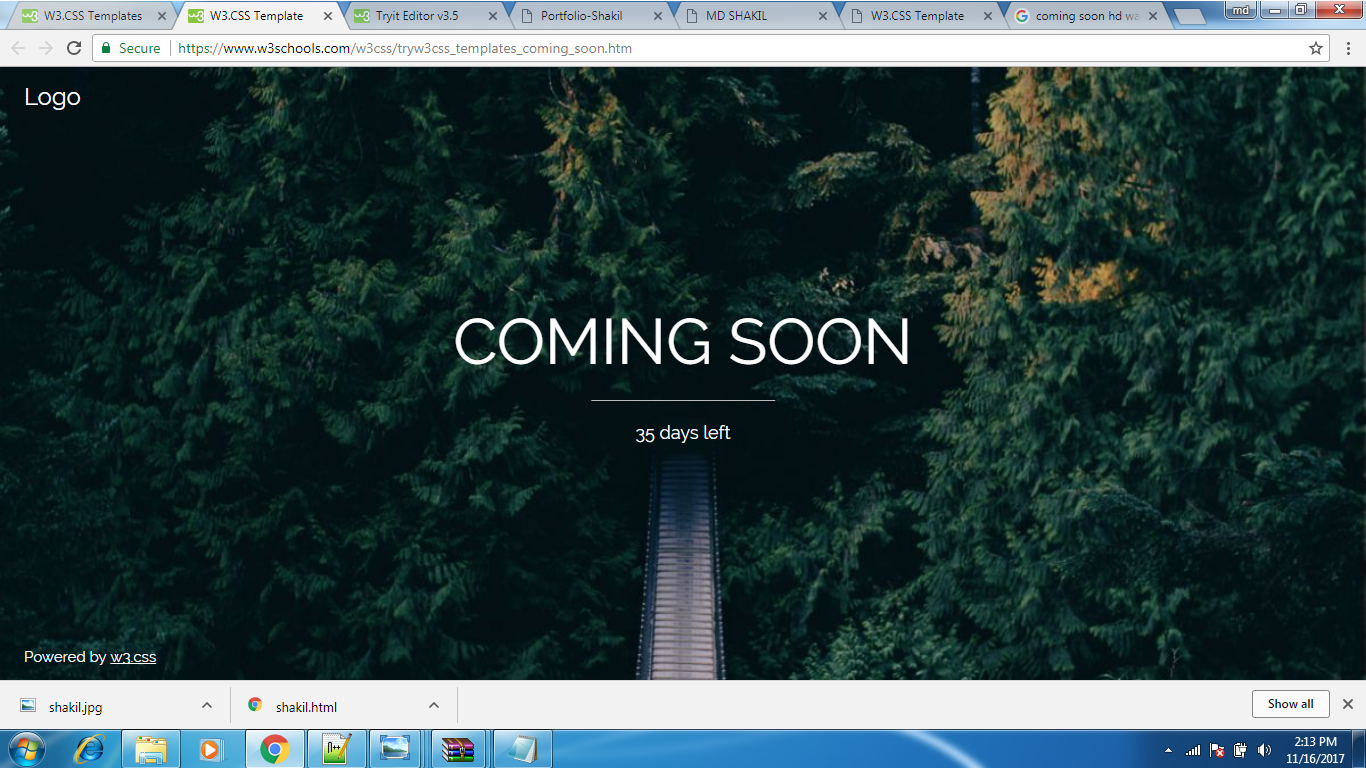 W3.CSS Templates
W3.CSS Template
Tryit Editor v3.5
Portfolio-Shakil
MD SHAKIL
W3.CSS Template
coming soon hd wa
md
Secure
https://www.w3schools.com/w3css/tryw3css_templates_coming_soon.htm
Logo
COMING SOON
35 days left
Powered by w3.css
shakil.jpg
shakil.html
Show all
2:13 PM
11/16/2017